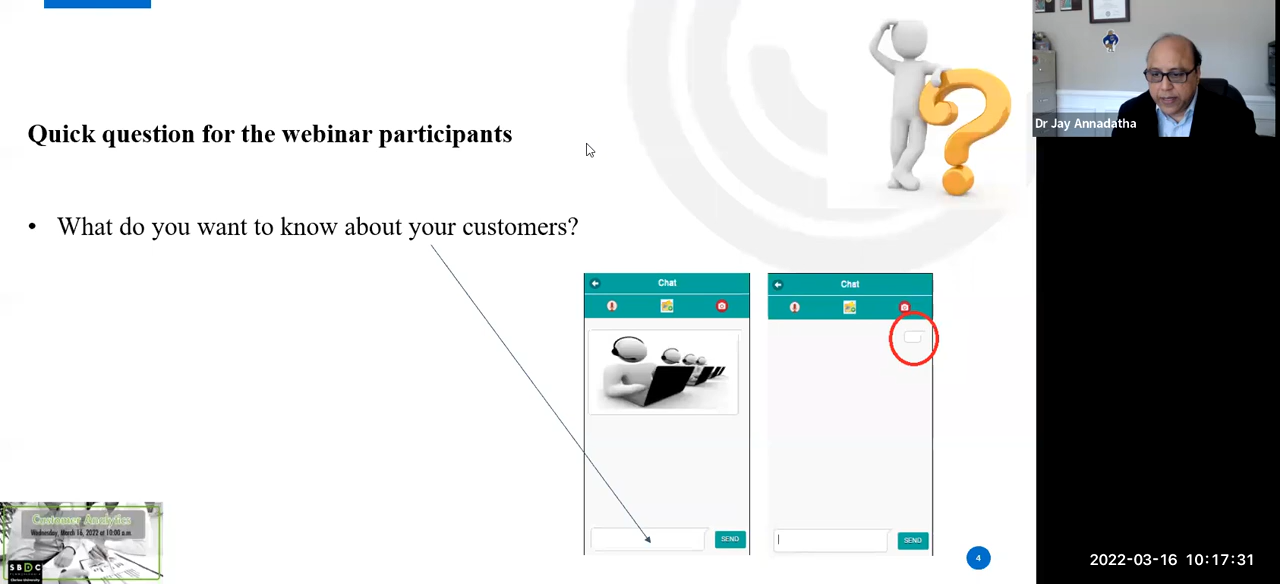 Quick question for the webinar participants
• What do you want to know about your customers?
Chat
SEND
Chat
SEND
4
Customer Analytics
Wednesday, March 16, 2022 at 10:00 a.m
SBDC
Clarion University
Dr Jay Annadatha
2022-03-16 10:17:31